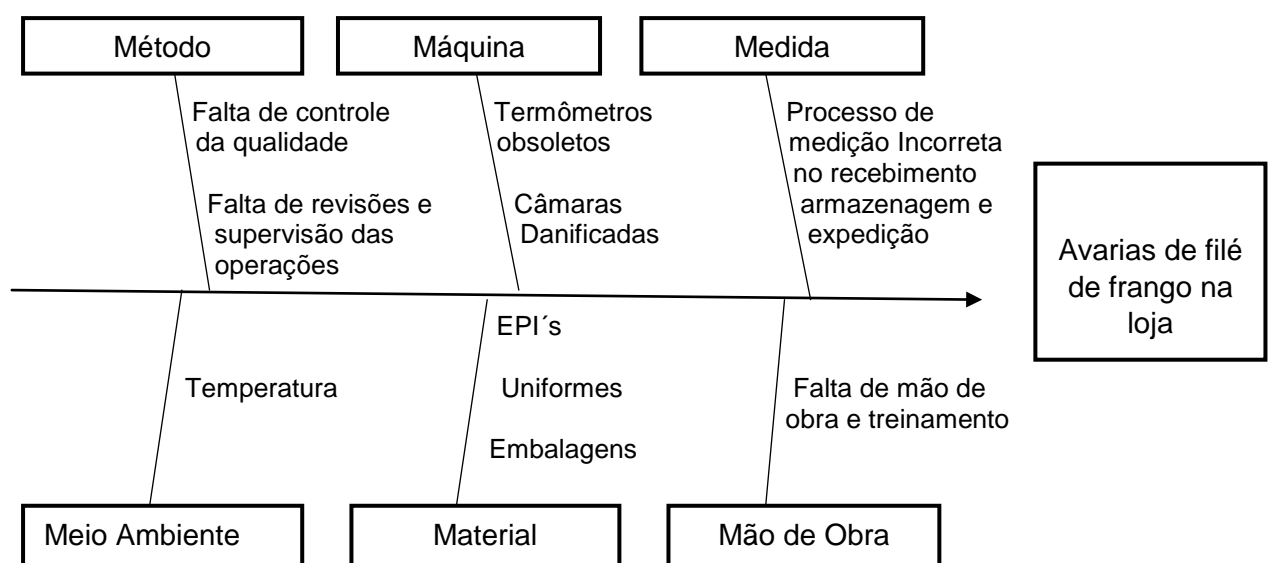 Método
Máquina
Medida
Falta de controle
da qualidade
Falta de revisões e
supervisão das
operações
Termômetros
obsoletos
Câmaras
Danificadas
Processo de
medição Incorreta
no recebimento
armazenagem e
expedição
Avarias de filé
de frango na
loja
Temperatura
EPI´s
Uniformes
Embalagens
Falta de mão de
obra e treinamento
Meio Ambiente
Material
Mão de Obra